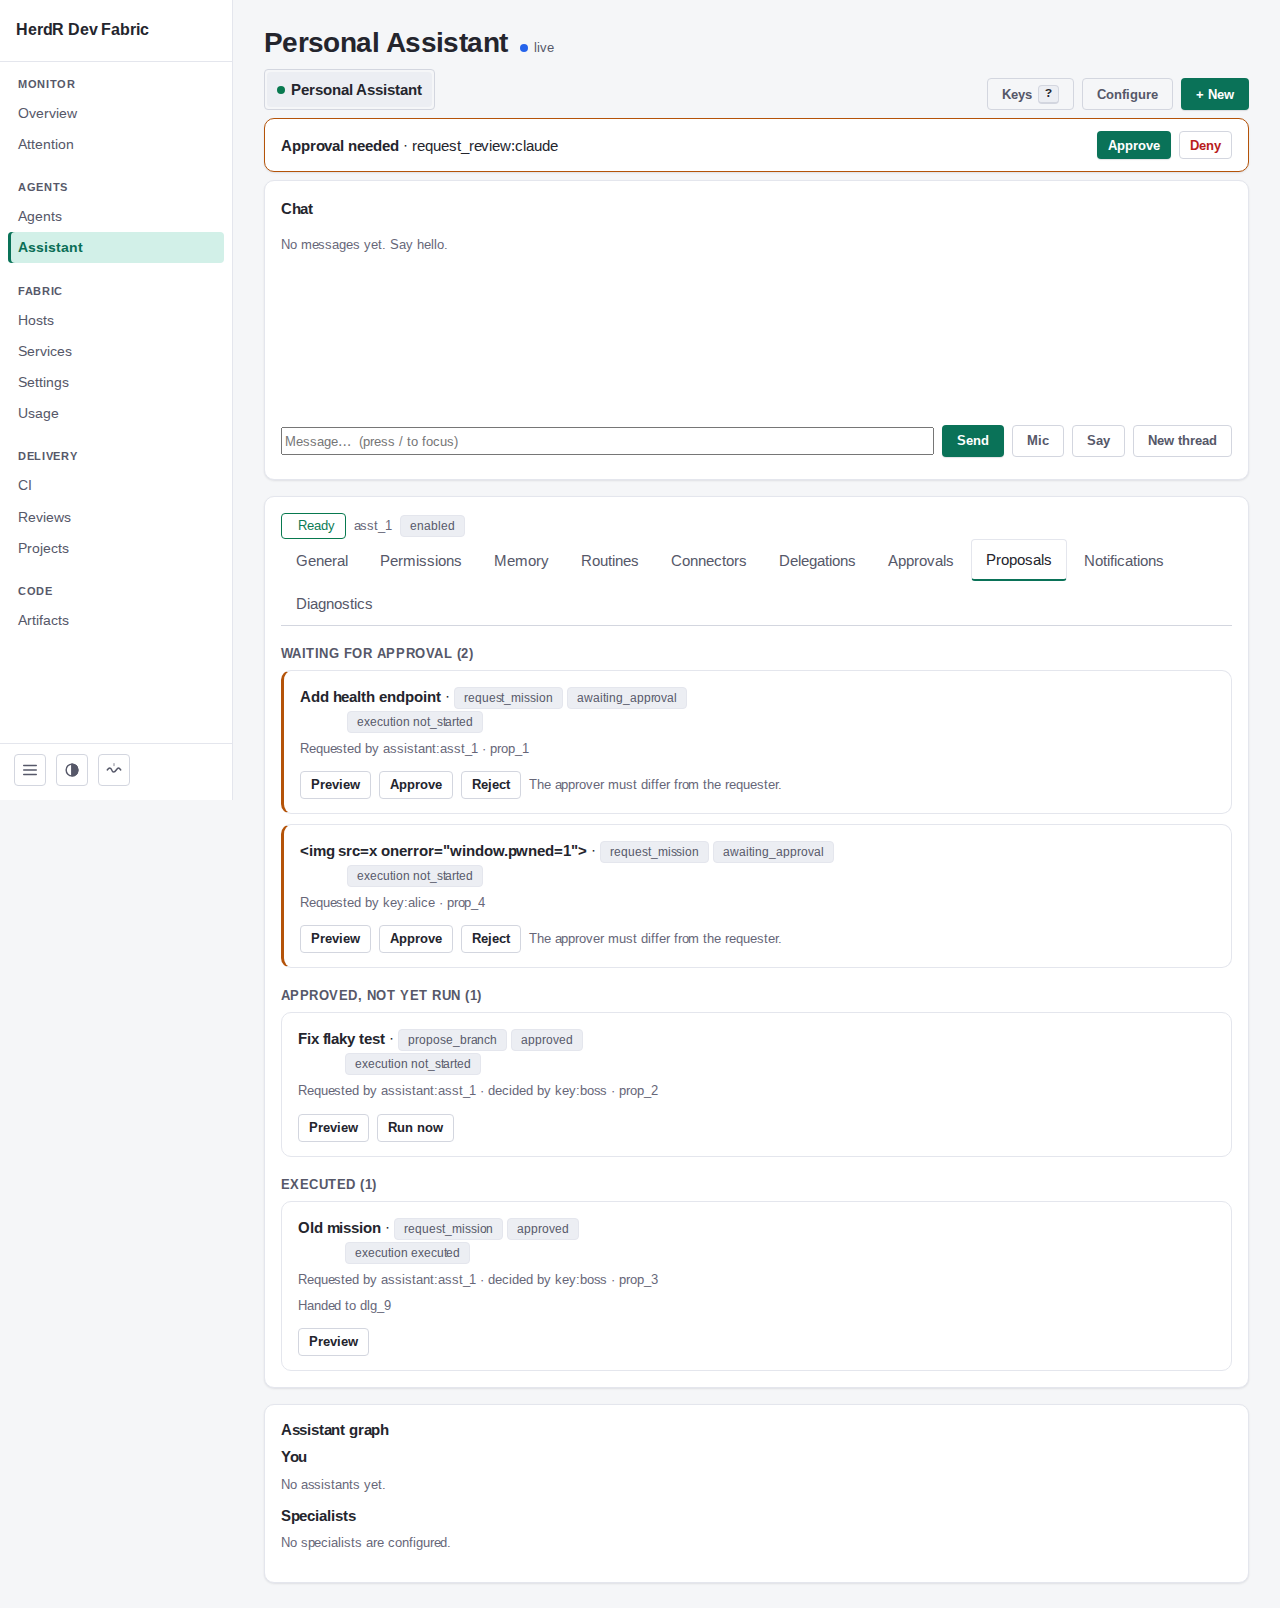 HerdR Dev Fabric
MONITOR
Overview
Attention
AGENTS
Agents
Assistant
FABRIC
Hosts
Services
Settings
Usage
DELIVERY
CI
Reviews
Projects
CODE
Artifacts
Personal Assistant live
Personal Assistant
Keys ? Configure + New
Approval needed · request_review:claude Approve Deny
Chat
No messages yet. Say hello.
Message… (press / to focus) Send Mic Say New thread
Ready asst_1 enabled
General Permissions Memory Routines Connectors Delegations Approvals Proposals Notifications
Diagnostics
WAITING FOR APPROVAL (2)
Add health endpoint · request_mission awaiting_approval
execution not_started
Requested by assistant:asst_1 · prop_1
Preview Approve Reject The approver must differ from the requester.
<img src=x onerror="window.pwned=1"> · request_mission awaiting_approval
execution not_started
Requested by key:alice · prop_4
Preview Approve Reject The approver must differ from the requester.
APPROVED, NOT YET RUN (1)
Fix flaky test · propose_branch approved
execution not_started
Requested by assistant:asst_1 · decided by key:boss · prop_2
Preview Run now
EXECUTED (1)
Old mission · request_mission approved
execution executed
Requested by assistant:asst_1 · decided by key:boss · prop_3
Handed to dlg_9
Preview
Assistant graph
You
No assistants yet.
Specialists
No specialists are configured.